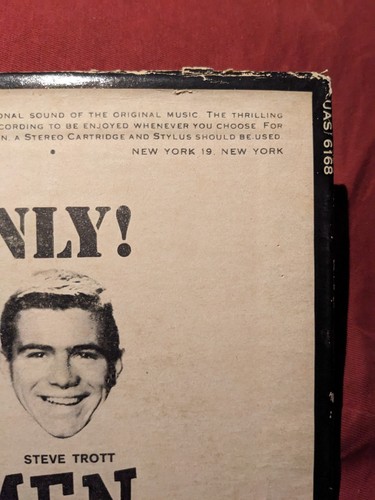 ONAL SOUND OF THE ORIGINAL MUSIC. THE THRILLING
CORDING TO BE ENJOYED WHENEVER YOU CHOOSE. FOR
N, A STEREO CARTRIDGE AND STYLUS SHOULD BE USED.
• NEW YORK 19, NEW YORK
UAS 6168
NLY!
STEVE TROTT
MEN